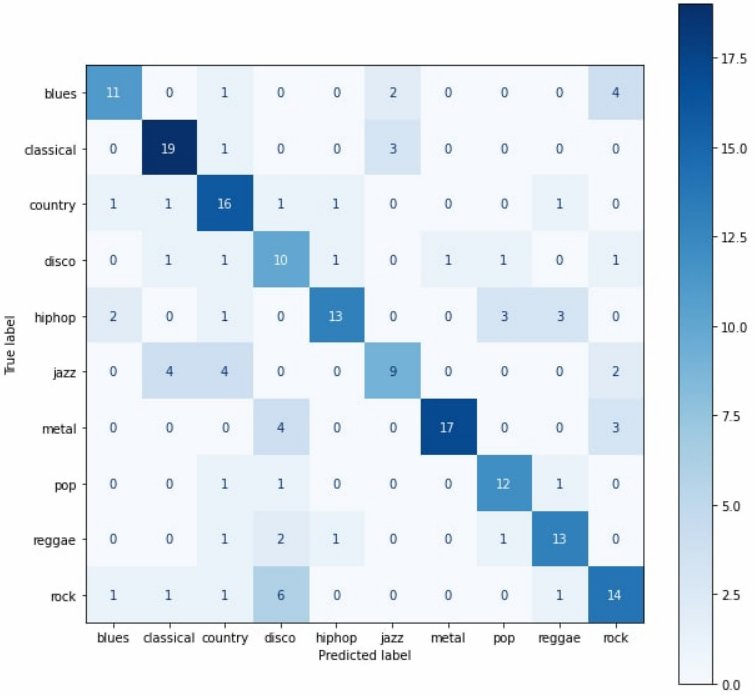 17.5
blues 11 0 1 0 0 2 0 0 0 4
classical 0 19 1 0 0 3 0 0 0 0
15.0
country 1 1 16 1 1 0 0 0 1 0
12.5
disco 0 1 1 10 1 0 1 1 0 1
10.0
True label
hiphop 2 0 1 0 13 0 0 3 3 0
jazz 0 4 4 0 0 9 0 0 0 2
7.5
metal 0 0 0 4 0 0 17 0 0 3
5.0
pop 0 0 1 1 0 0 0 12 1 0
reggae 0 0 1 2 1 0 0 1 13 0
2.5
rock 1 1 1 6 0 0 0 0 1 14
blues classical country disco hiphop jazz metal pop reggae rock
Predicted label
0.0